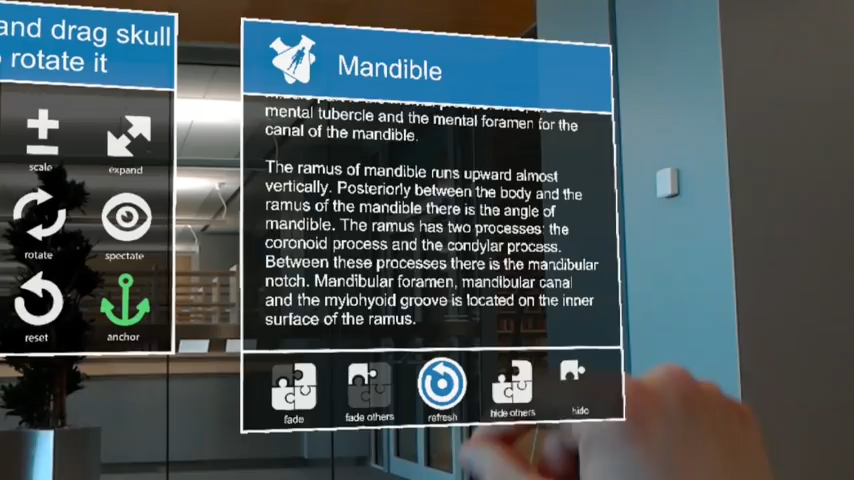 and drag skull
rotate it
scale
expand
rotate
spectate
reset
anchor
Mandible
mental tubercle and the mental foramen for the
canal of the mandible.
The ramus of mandible runs upward almost
vertically. Posteriorly between the body and the
ramus of the mandible there is the angle of
mandible. The ramus has two processes: the
coronoid process and the condylar process.
Between these processes there is the mandibular
notch. Mandibular foramen, mandibular canal
and the mylohyoid groove is located on the inner
surface of the ramus.
fade
fade others
refresh
hide others
hide